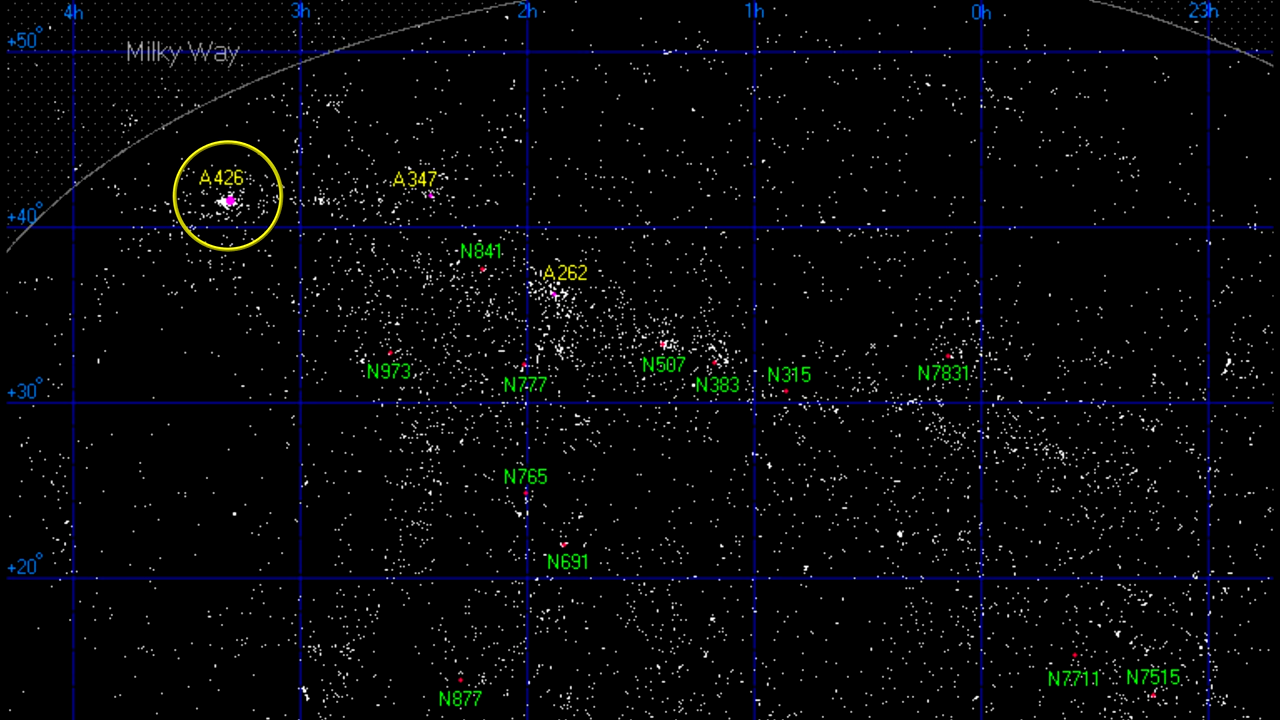 4h 3h 2h 1h 0h 23h
+50°
Milky Way
A426 A347
+40°
N841
A262
N973 N777 N507 N383 N315 N7831
+30°
N765
N691
+20°
N877 N7711 N7515